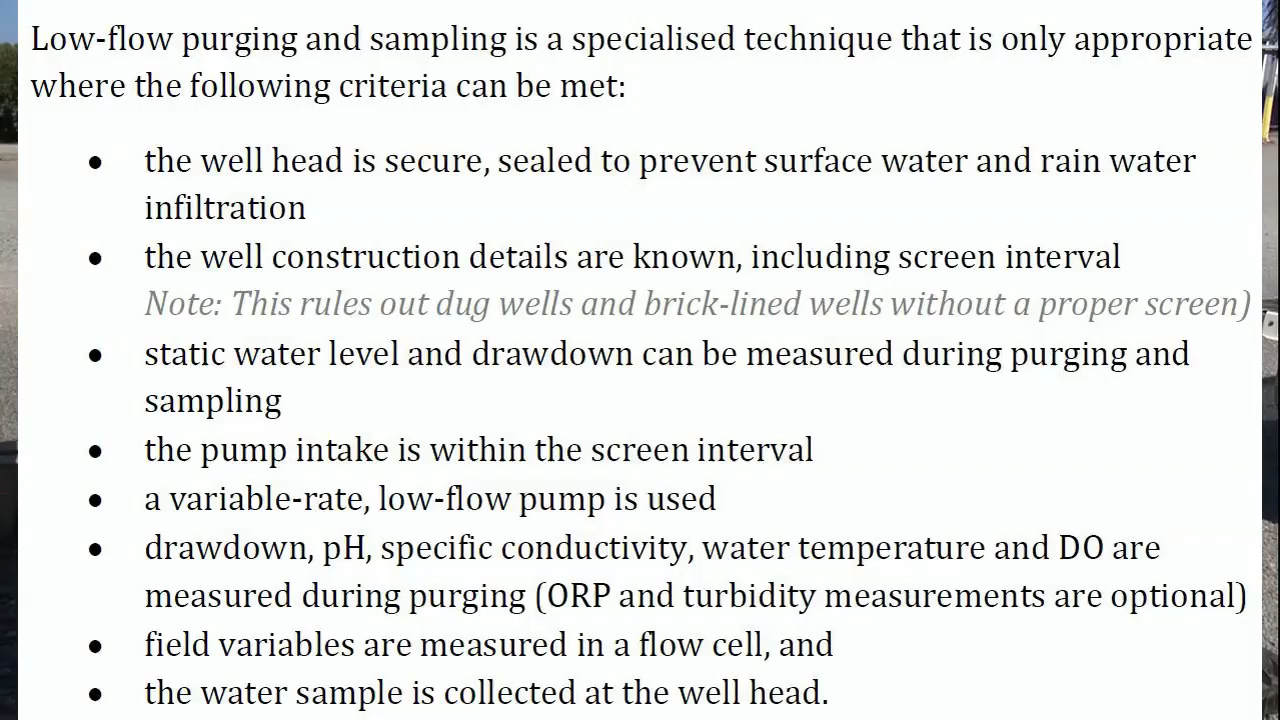 Low-flow purging and sampling is a specialised technique that is only appropriate
where the following criteria can be met:
• the well head is secure, sealed to prevent surface water and rain water
infiltration
• the well construction details are known, including screen interval
Note: This rules out dug wells and brick-lined wells without a proper screen)
• static water level and drawdown can be measured during purging and
sampling
• the pump intake is within the screen interval
• a variable-rate, low-flow pump is used
• drawdown, pH, specific conductivity, water temperature and DO are
measured during purging (ORP and turbidity measurements are optional)
• field variables are measured in a flow cell, and
• the water sample is collected at the well head.